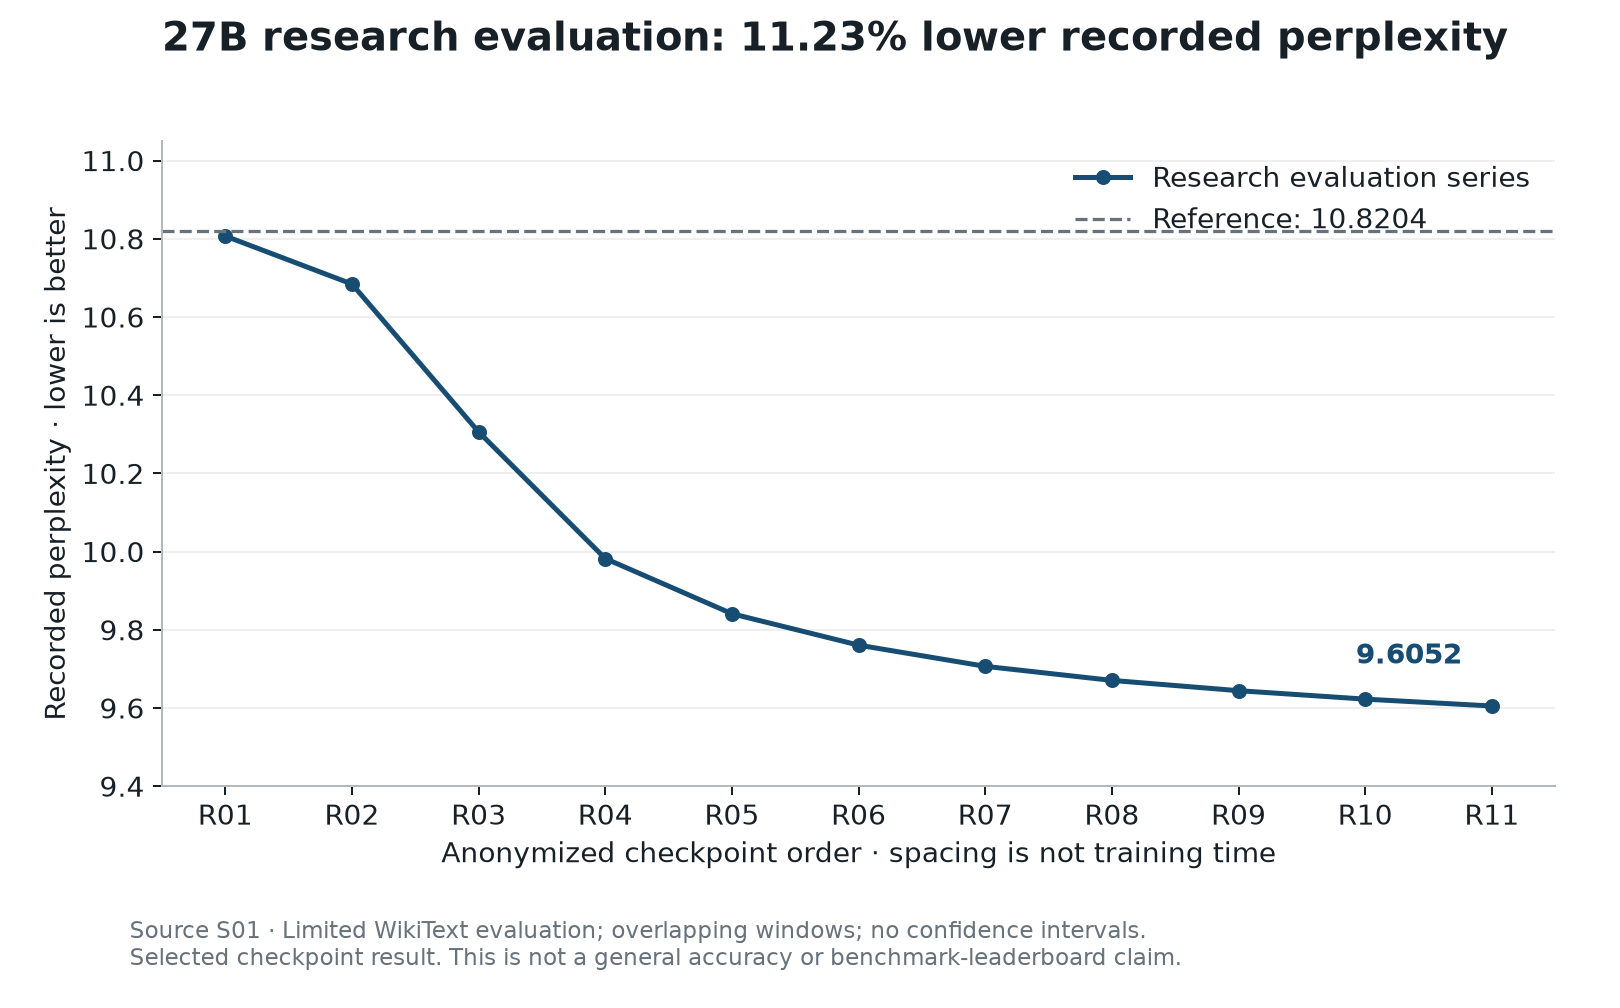 27B research evaluation: 11.23% lower recorded perplexity
Research evaluation series
Reference: 10.8204
Recorded perplexity · lower is better
11.0
10.8
10.6
10.4
10.2
10.0
9.8
9.6
9.4
9.6052
R01 R02 R03 R04 R05 R06 R07 R08 R09 R10 R11
Anonymized checkpoint order · spacing is not training time
Source S01 · Limited WikiText evaluation; overlapping windows; no confidence intervals.
Selected checkpoint result. This is not a general accuracy or benchmark-leaderboard claim.